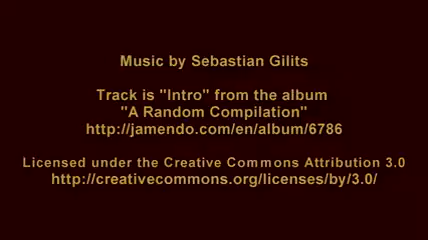 Music by Sebastian Gilits
Track is "Intro" from the album
"A Random Compilation"
http://jamendo.com/en/album/6786
Licensed under the Creative Commons Attribution 3.0
http://creativecommons.org/licenses/by/3.0/